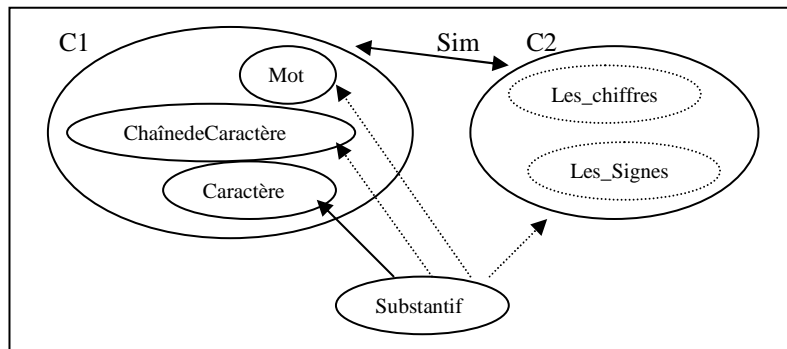 C1
Sim
C2
Mot
Les_chiffres
ChaînedeCaractère
Les_Signes
Caractère
Substantif